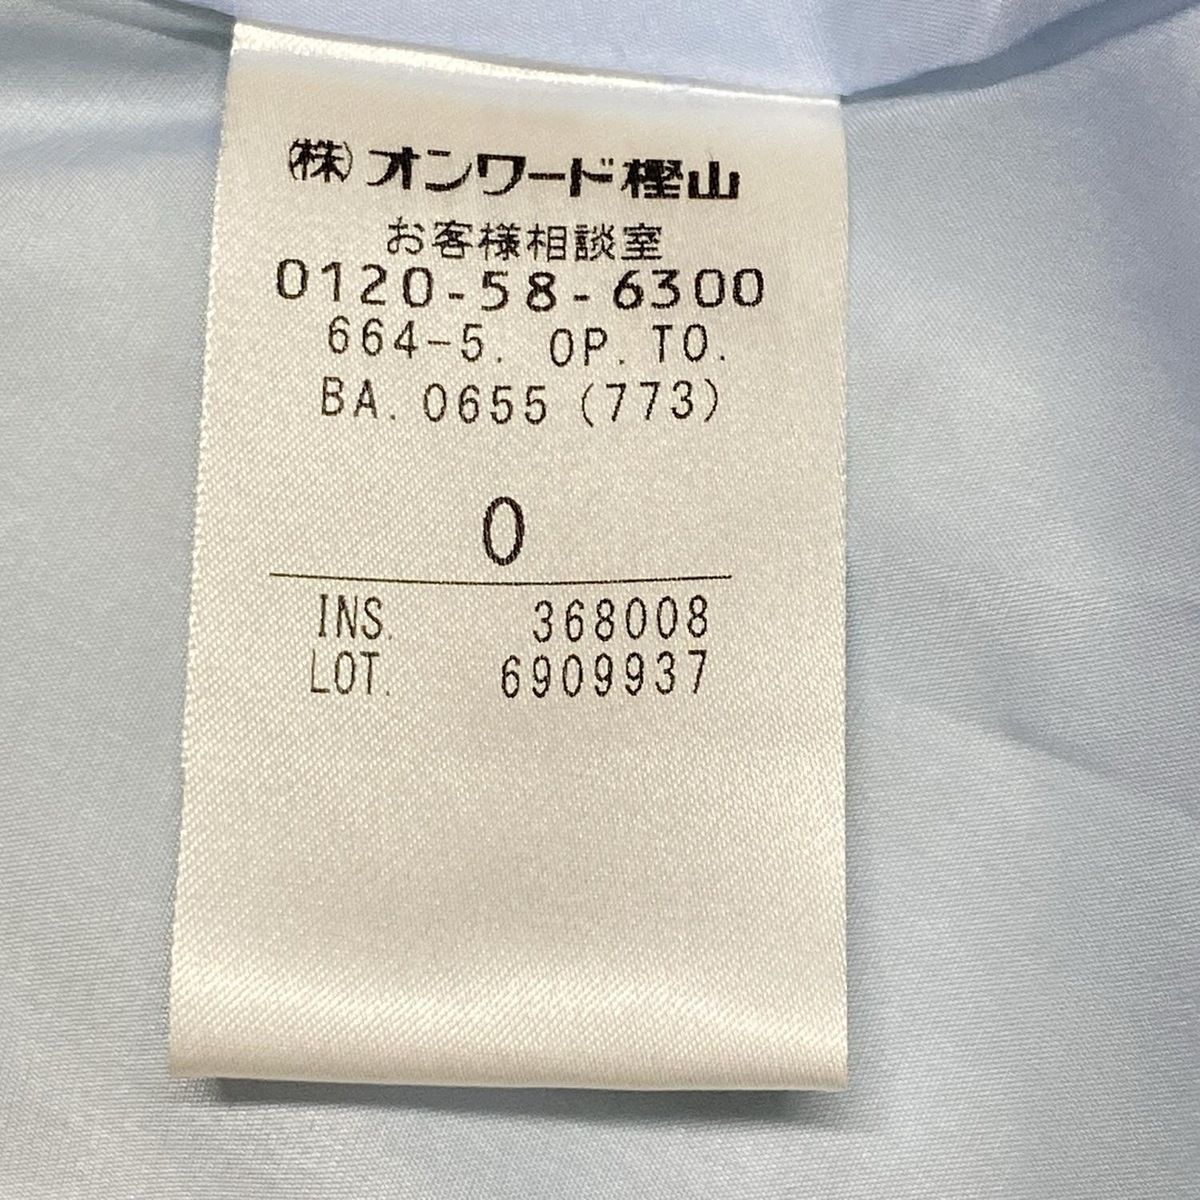 ㈱オンワード樫山
お客様相談室
0120-58-6300
664-5. OP. TO.
BA. 0655 (773)
0
INS. 368008
LOT. 6909937